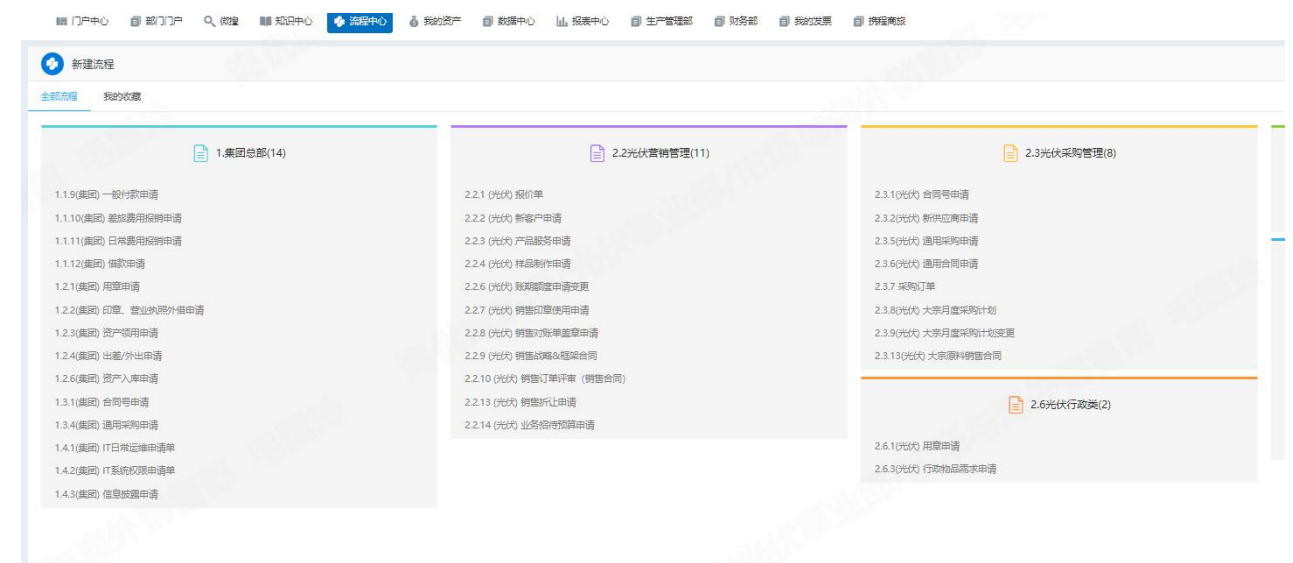 门户中心 部门门户 微搜 知识中心 流程中心 我的资产 数据中心 报表中心 生产管理部 财务部 我的发票 携程商旅
新建流程
全部流程 我的收藏
1.集团总部(14)
1.1.9(集团) 一般付款申请
1.1.10(集团) 差旅费用报销申请
1.1.11(集团) 日常费用报销申请
1.1.12(集团) 借款申请
1.2.1(集团) 用章申请
1.2.2(集团) 印章、营业执照外借申请
1.2.3(集团) 资产领用申请
1.2.4(集团) 出差/外出申请
1.2.6(集团) 资产入库申请
1.3.1(集团) 合同号申请
1.3.4(集团) 通用采购申请
1.4.1(集团) IT日常运维申请单
1.4.2(集团) IT系统权限申请单
1.4.3(集团) 信息披露申请
2.2光伏营销管理(11)
2.2.1 (光伏) 报价单
2.2.2 (光伏) 新客户申请
2.2.3 (光伏) 产品服务申请
2.2.4 (光伏) 样品制作申请
2.2.6 (光伏) 账期额度申请变更
2.2.7 (光伏) 销售印章使用申请
2.2.8 (光伏) 销售对账单盖章申请
2.2.9 (光伏) 销售战略&框架合同
2.2.10 (光伏) 销售订单评审（销售合同）
2.2.13 (光伏) 销售折让申请
2.2.14 (光伏) 业务招待预算申请
2.3光伏采购管理(8)
2.3.1(光伏) 合同号申请
2.3.2(光伏) 新供应商申请
2.3.5(光伏) 通用采购申请
2.3.6(光伏) 通用合同申请
2.3.7 采购订单
2.3.8(光伏) 大宗月度采购计划
2.3.9(光伏) 大宗月度采购计划变更
2.3.13(光伏) 大宗原料销售合同
2.6光伏行政类(2)
2.6.1(光伏) 用章申请
2.6.3(光伏) 行政物品需求申请